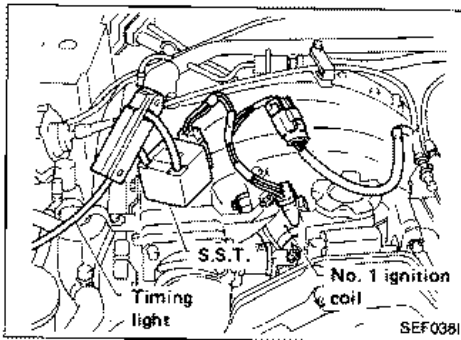 S.S.T.
Timing
light
No. 1 ignition
coil
SEF038I